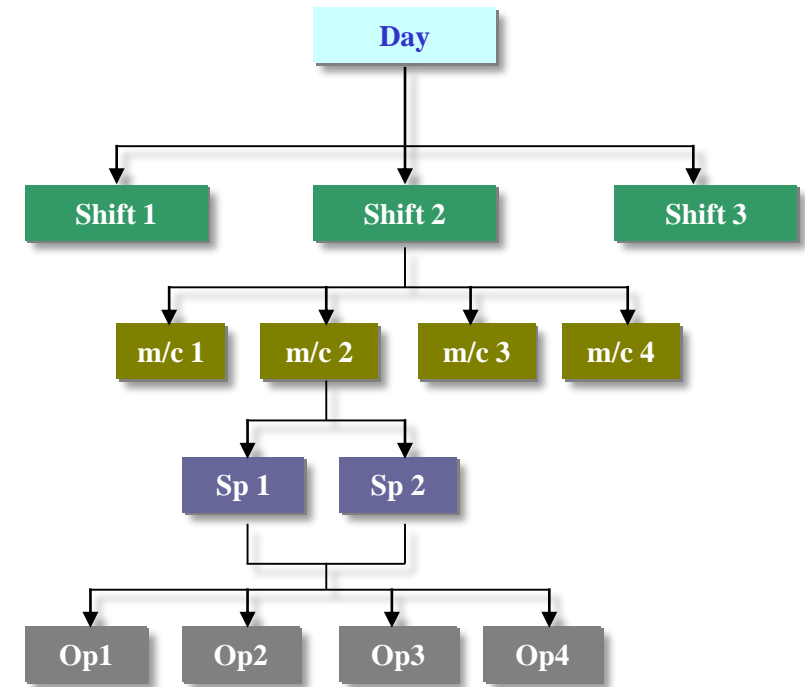 Day
Shift 1
Shift 2
Shift 3
m/c 1
m/c 2
m/c 3
m/c 4
Sp 1
Sp 2
Op1
Op2
Op3
Op4